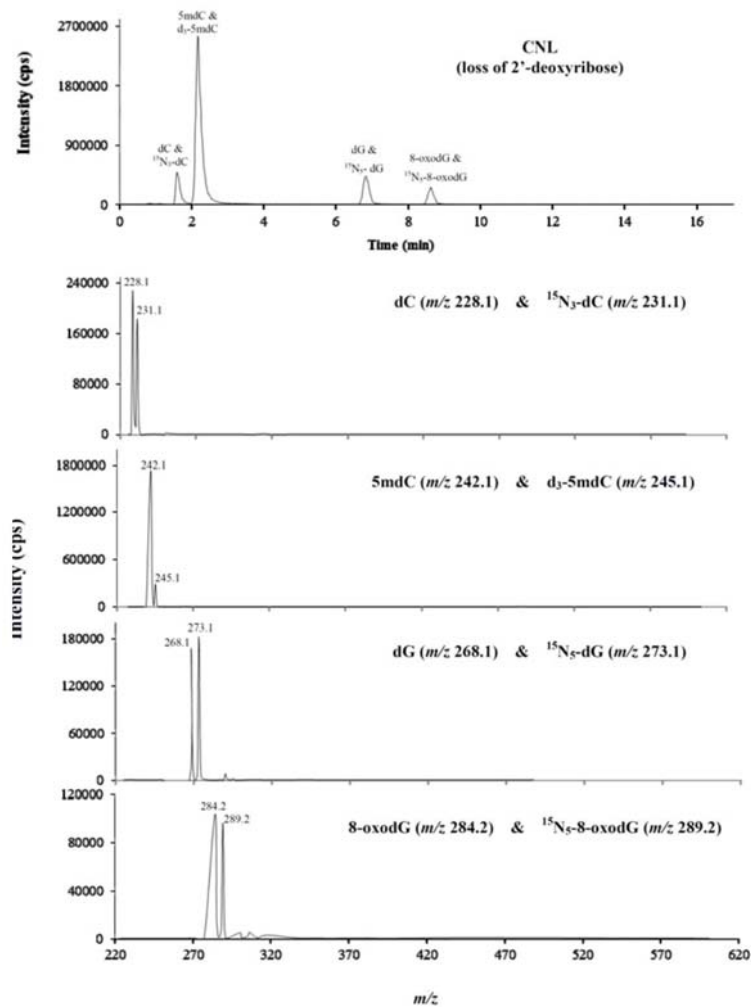 5mdC &
d₃-5mdC
CNL
(loss of 2'-deoxyribose)
2700000
1800000
900000
0
Intensity (cps)
dC &
¹⁵N₃-dC
dG &
¹⁵N₅- dG
8-oxodG &
¹⁵N₅-8-oxodG
0 2 4 6 8 10 12 14 16
Time (min)
240000
160000
80000
0
228.1
231.1
dC (m/z 228.1) & ¹⁵N₃-dC (m/z 231.1)
1800000
1200000
600000
0
242.1
245.1
5mdC (m/z 242.1) & d₃-5mdC (m/z 245.1)
Intensity (cps)
180000
120000
60000
0
273.1
268.1
dG (m/z 268.1) & ¹⁵N₅-dG (m/z 273.1)
120000
80000
40000
0
284.2
289.2
8-oxodG (m/z 284.2) & ¹⁵N₅-8-oxodG (m/z 289.2)
220 270 320 370 420 470 520 570 620
m/z